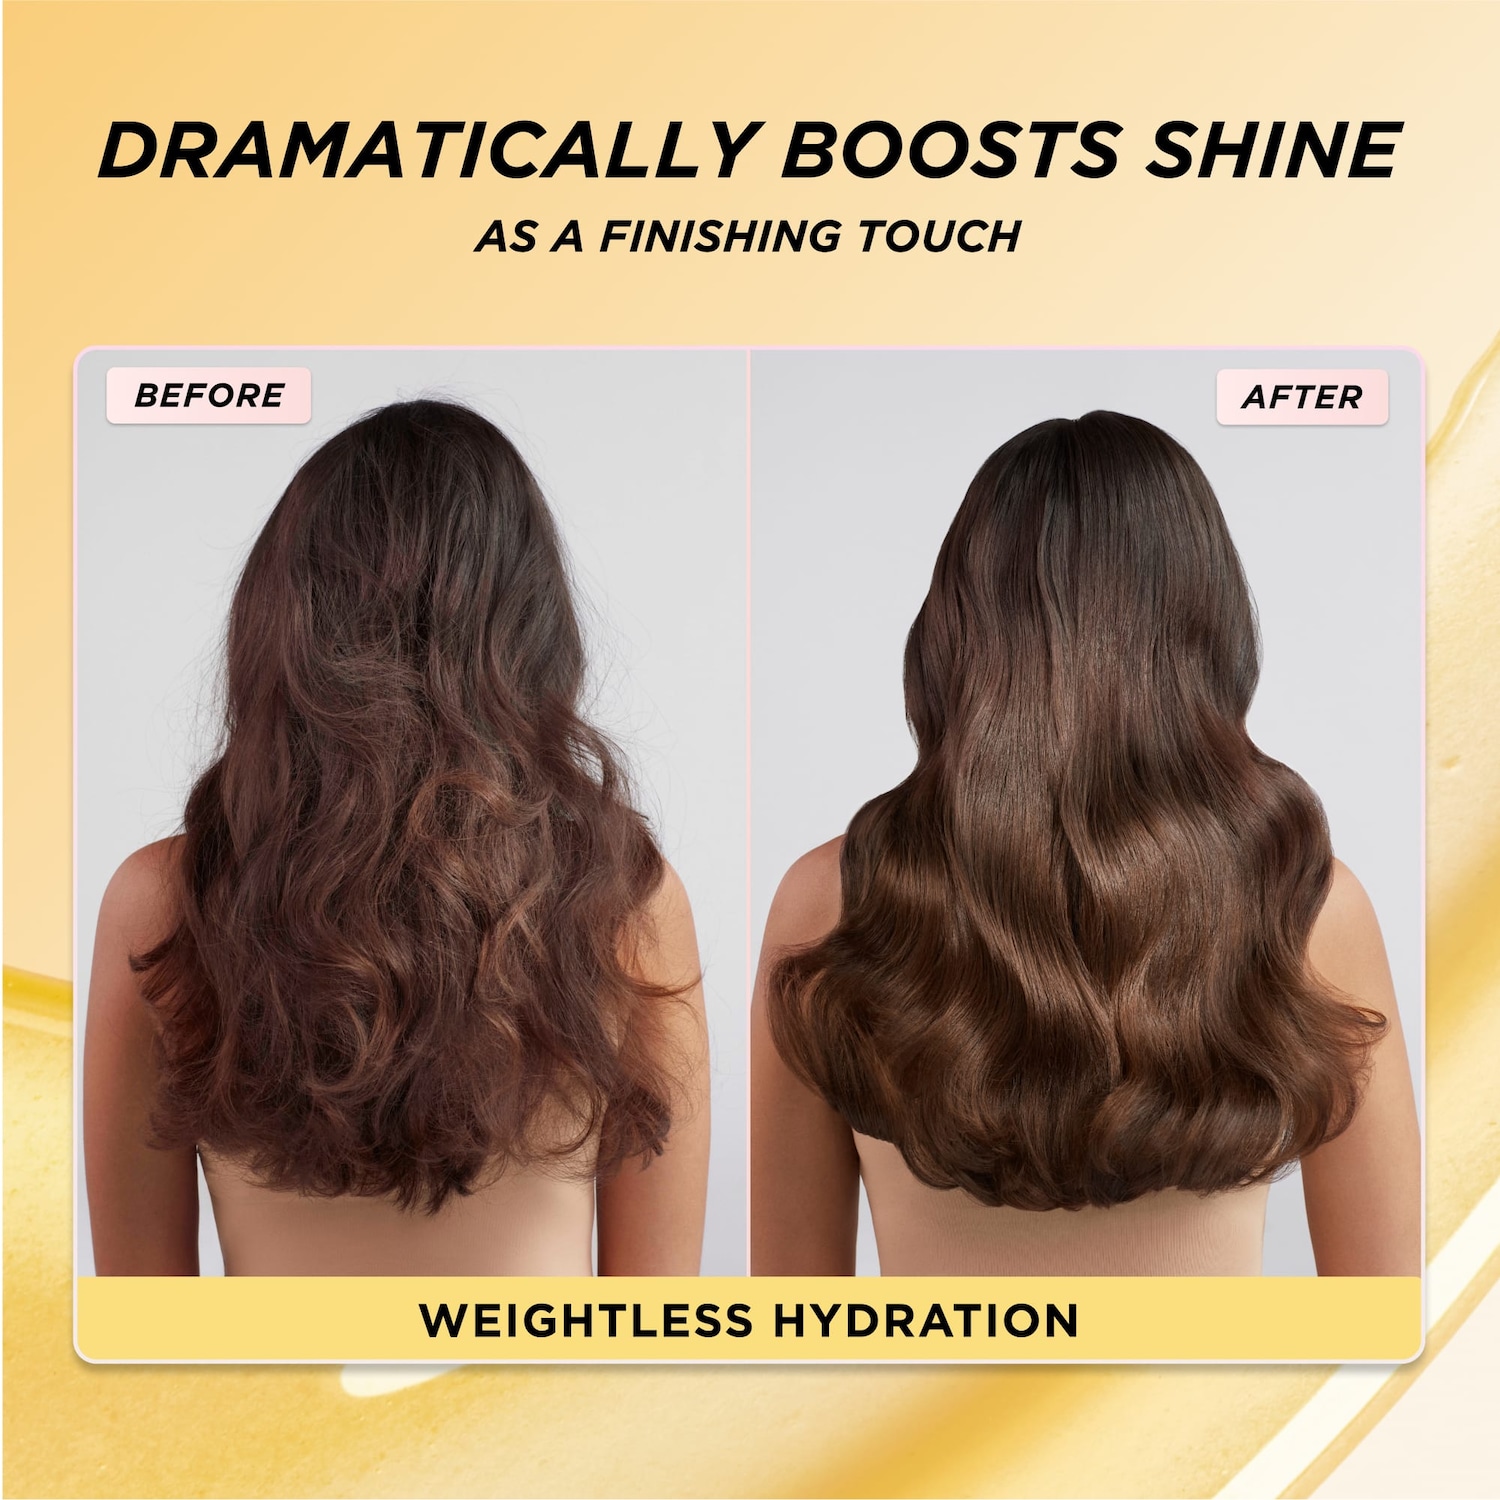 DRAMATICALLY BOOSTS SHINE
AS A FINISHING TOUCH
BEFORE
AFTER
WEIGHTLESS HYDRATION